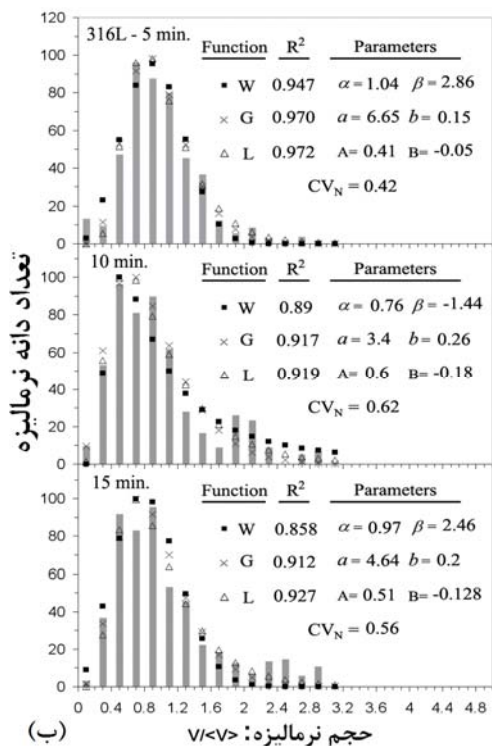 316L - 5 min.
Function R² Parameters
■ W 0.947 α = 1.04 β = 2.86
× G 0.970 a = 6.65 b = 0.15
△ L 0.972 A= 0.41 B= -0.05
CV_N = 0.42
120
100
80
60
40
20
0
10 min.
Function R² Parameters
■ W 0.89 α = 0.76 β = -1.44
× G 0.917 a = 3.4 b = 0.26
△ L 0.919 A= 0.6 B= -0.18
CV_N = 0.62
100
80
60
40
20
0
15 min.
Function R² Parameters
■ W 0.858 α = 0.97 β = 2.46
× G 0.912 a = 4.64 b = 0.2
△ L 0.927 A= 0.51 B= -0.128
CV_N = 0.56
100
80
60
40
20
0
0 0.4 0.8 1.2 1.6 2 2.4 2.8 3.2 3.6 4 4.4 4.8
تعداد دانه نرمالیزه
حجم نرمالیزه: V/<V>
(ب)